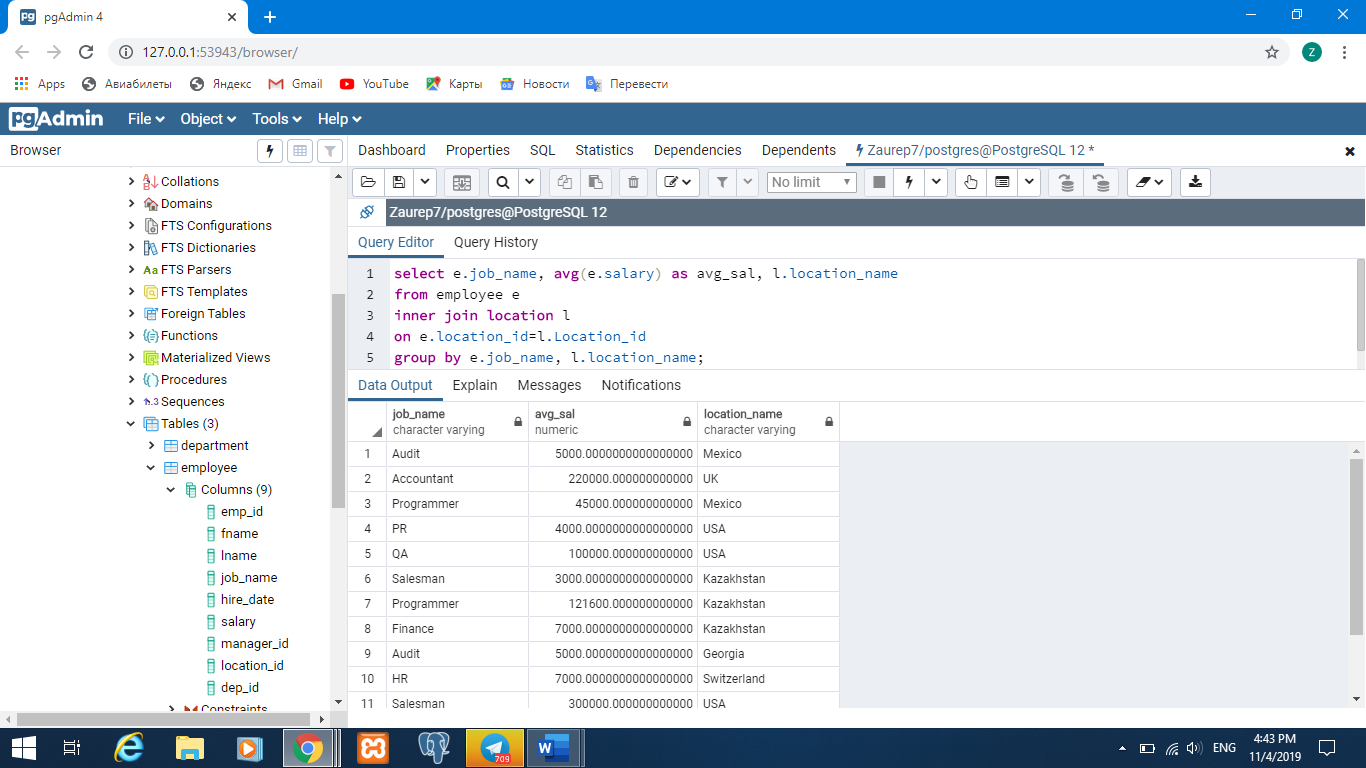 pgAdmin 4
127.0.0.1:53943/browser/
Z
Apps Авиабилеты Яндекс Gmail YouTube Карты Новости Перевести
pgAdmin File Object Tools Help
Browser
Dashboard Properties SQL Statistics Dependencies Dependents Zaurep7/postgres@PostgreSQL 12 *
Collations
Domains
FTS Configurations
FTS Dictionaries
Aa FTS Parsers
FTS Templates
Foreign Tables
Functions
Materialized Views
Procedures
1..3 Sequences
Tables (3)
department
employee
Columns (9)
emp_id
fname
lname
job_name
hire_date
salary
manager_id
location_id
dep_id
Constraints
No limit
Zaurep7/postgres@PostgreSQL 12
Query Editor Query History
1 select e.job_name, avg(e.salary) as avg_sal, l.location_name
2 from employee e
3 inner join location l
4 on e.location_id=l.Location_id
5 group by e.job_name, l.location_name;
Data Output Explain Messages Notifications
job_name avg_sal location_name
character varying numeric character varying
1 Audit 5000.0000000000000000 Mexico
2 Accountant 220000.000000000000 UK
3 Programmer 45000.000000000000 Mexico
4 PR 4000.0000000000000000 USA
5 QA 100000.000000000000 USA
6 Salesman 3000.0000000000000000 Kazakhstan
7 Programmer 121600.000000000000 Kazakhstan
8 Finance 7000.0000000000000000 Kazakhstan
9 Audit 5000.0000000000000000 Georgia
10 HR 7000.0000000000000000 Switzerland
11 Salesman 300000.000000000000 USA
709
W
ENG
4:43 PM
11/4/2019